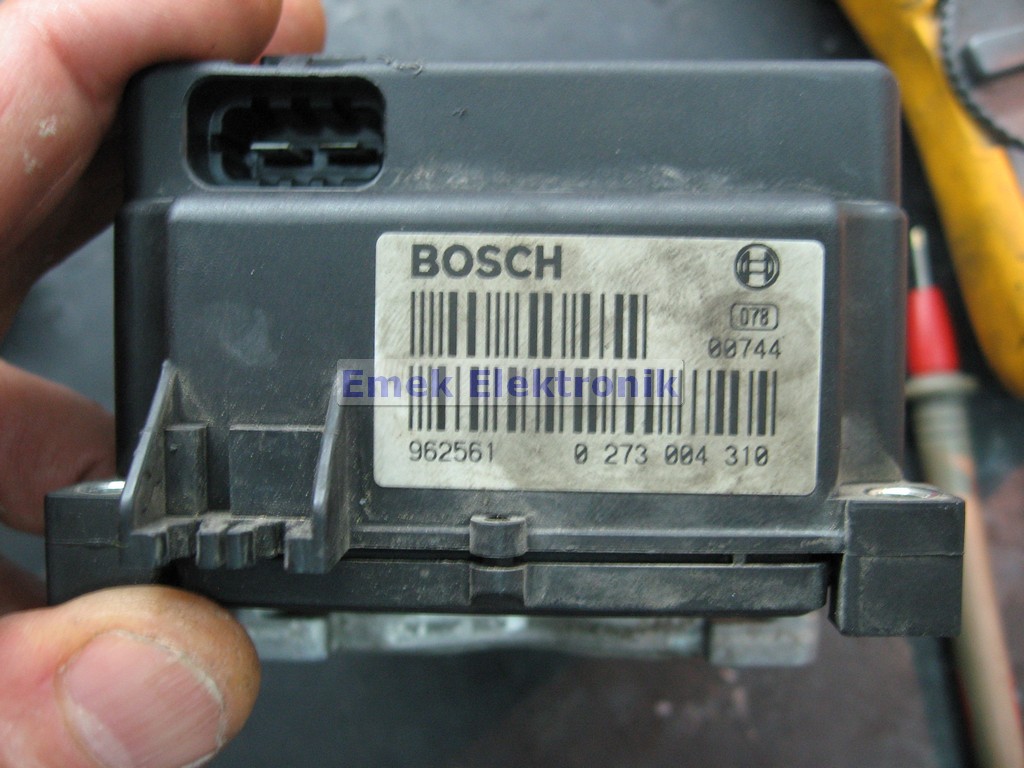 BOSCH
078
00744
Emek Elektronik
962561 0 273 004 310